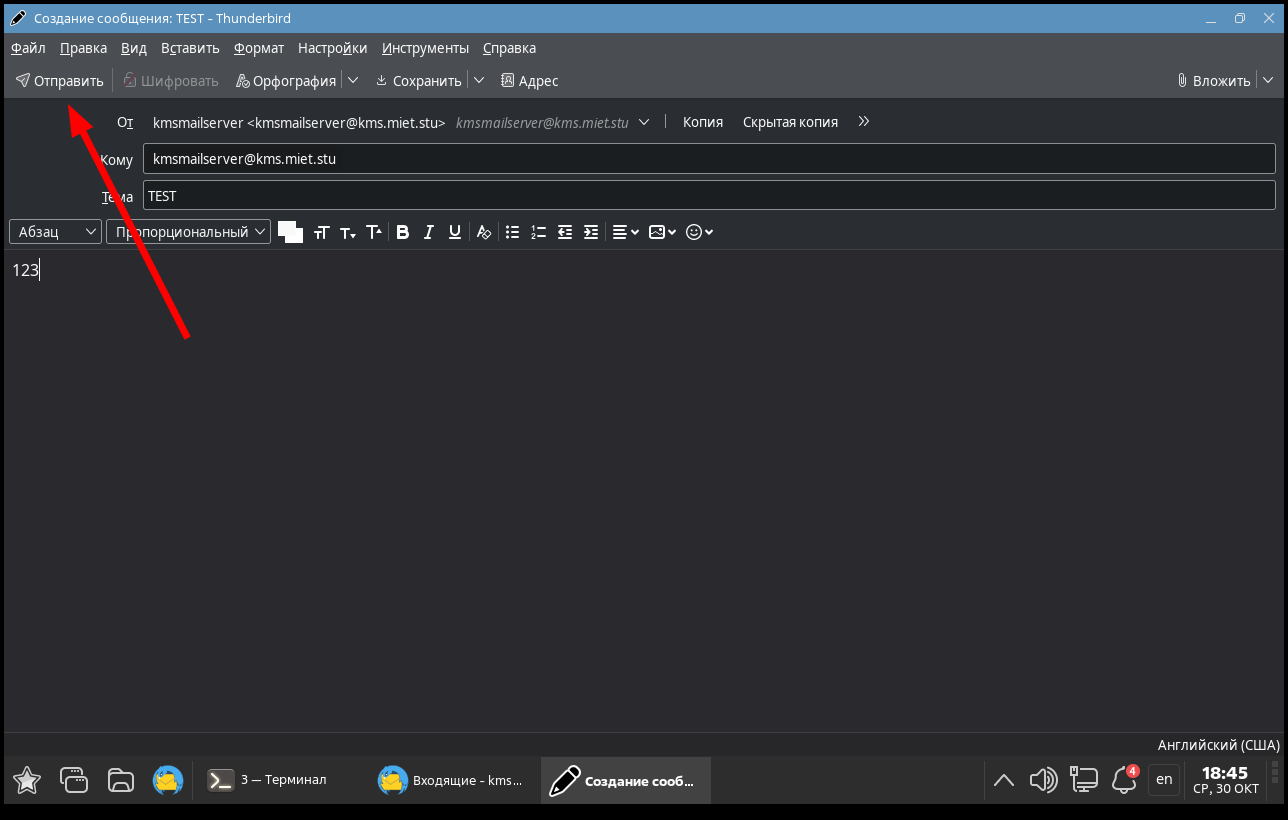 Создание сообщения: TEST - Thunderbird
Файл Правка Вид Вставить Формат Настройки Инструменты Справка
Отправить Шифровать Орфография Сохранить Адрес Вложить
От kmsmailserver <kmsmailserver@kms.miet.stu> kmsmailserver@kms.miet.stu Копия Скрытая копия
Кому kmsmailserver@kms.miet.stu
Тема TEST
Абзац Пропорциональный
123
Английский (США)
3 — Терминал Входящие - kms... Создание сооб... 4 en 18:45
СР, 30 ОКТ